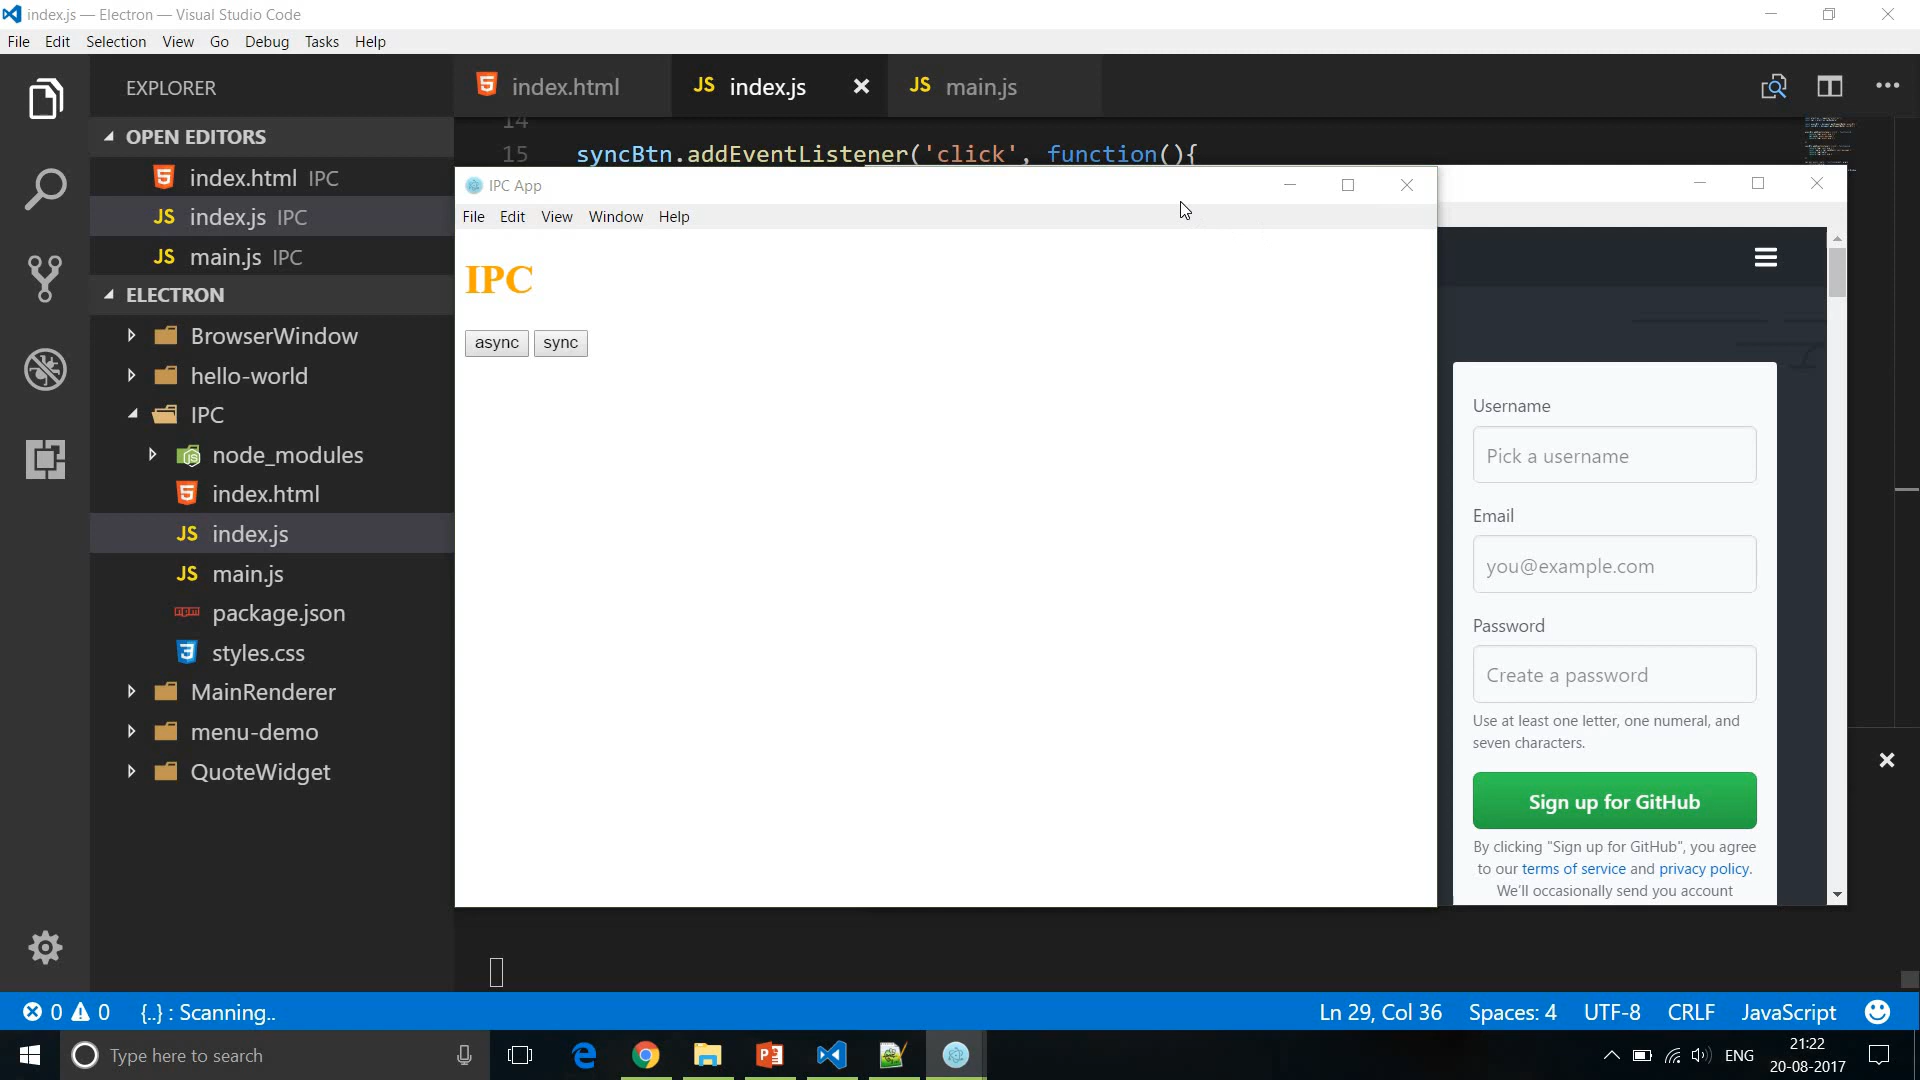 index.js — Electron — Visual Studio Code
File Edit Selection View Go Debug Tasks Help
EXPLORER
index.html
JS index.js
JS main.js
OPEN EDITORS
index.html IPC
JS index.js IPC
JS main.js IPC
ELECTRON
BrowserWindow
hello-world
IPC
node_modules
index.html
JS index.js
JS main.js
package.json
styles.css
MainRenderer
menu-demo
QuoteWidget
14
15 syncBtn.addEventListener('click', function(){
IPC App
File Edit View Window Help
IPC
async sync
Username
Pick a username
Email
you@example.com
Password
Create a password
Use at least one letter, one numeral, and
seven characters.
Sign up for GitHub
By clicking "Sign up for GitHub", you agree
to our terms of service and privacy policy.
We'll occasionally send you account
0 0 {..} : Scanning..
Ln 29, Col 36 Spaces: 4 UTF-8 CRLF JavaScript
Type here to search
ENG
21:22
20-08-2017